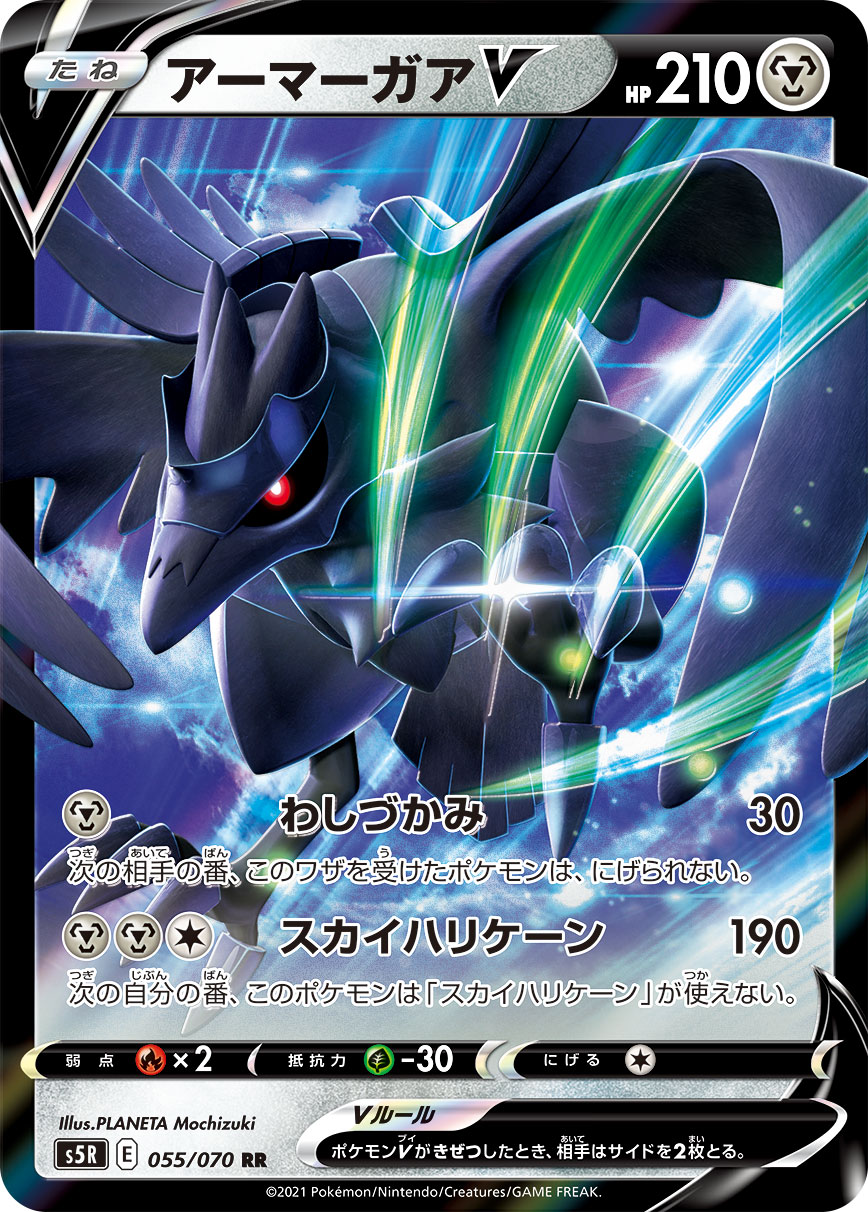 たね
アーマーガアV
HP 210
わしづかみ 30
次の相手の番、このワザを受けたポケモンは、にげられない。
スカイハリケーン 190
次の自分の番、このポケモンは「スカイハリケーン」が使えない。
弱点 ×2 抵抗力 -30 にげる
Illus.PLANETA Mochizuki
Vルール
ポケモンVがきぜつしたとき、相手はサイドを2枚とる。
s5R E 055/070 RR
©2021 Pokémon/Nintendo/Creatures/GAME FREAK.